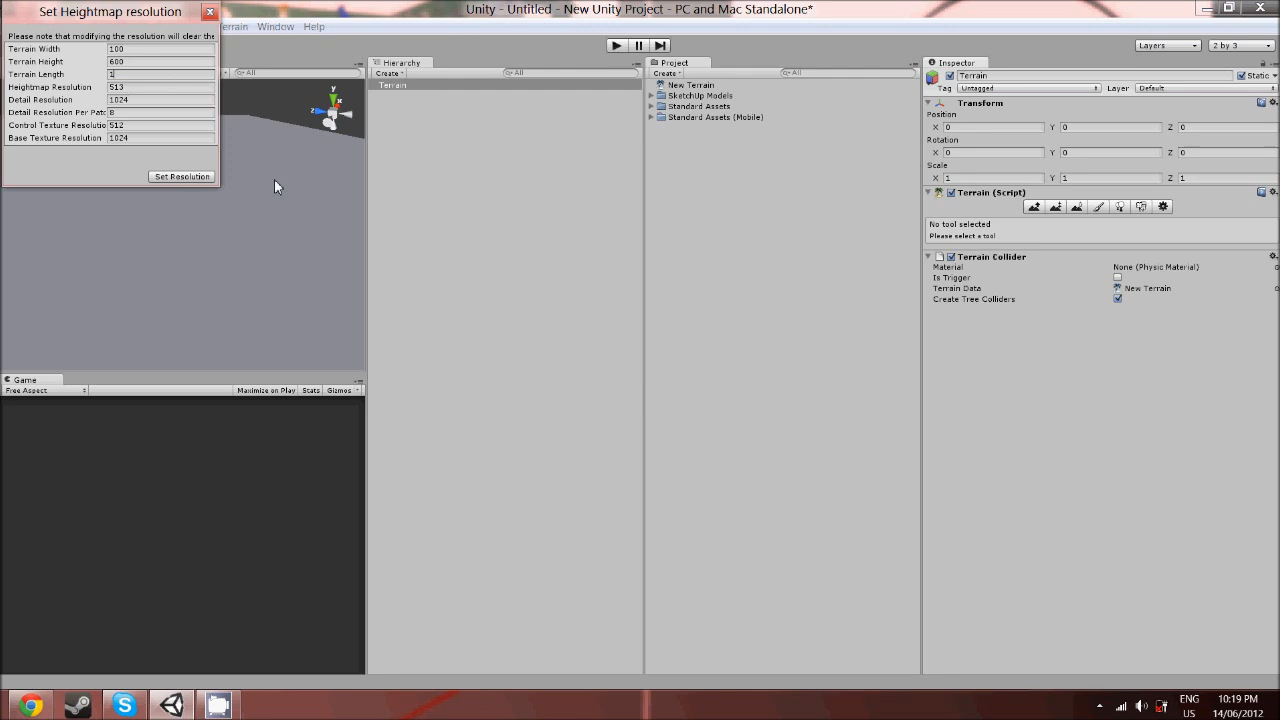 Set Heightmap resolution
Unity - Untitled - New Unity Project - PC and Mac Standalone*
Please note that modifying the resolution will clear the
errain Window Help
Terrain Width 100
Terrain Height 600
Terrain Length 1
Heightmap Resolution 513
Detail Resolution 1024
Detail Resolution Per Patc 8
Control Texture Resolutio 512
Base Texture Resolution 1024
Set Resolution
Layers
2 by 3
All
y
x
z
Hierarchy
Create
All
Terrain
Project
Create
All
New Terrain
SketchUp Models
Standard Assets
Standard Assets (Mobile)
Inspector
Terrain Static
Tag Untagged Layer Default
Transform
Position
X 0 Y 0 Z 0
Rotation
X 0 Y 0 Z 0
Scale
X 1 Y 1 Z 1
Terrain (Script)
No tool selected
Please select a tool
Terrain Collider
Material None (Physic Material)
Is Trigger
Terrain Data New Terrain
Create Tree Colliders
Game
Free Aspect Maximize on Play Stats Gizmos
ENG
US
10:19 PM
14/06/2012